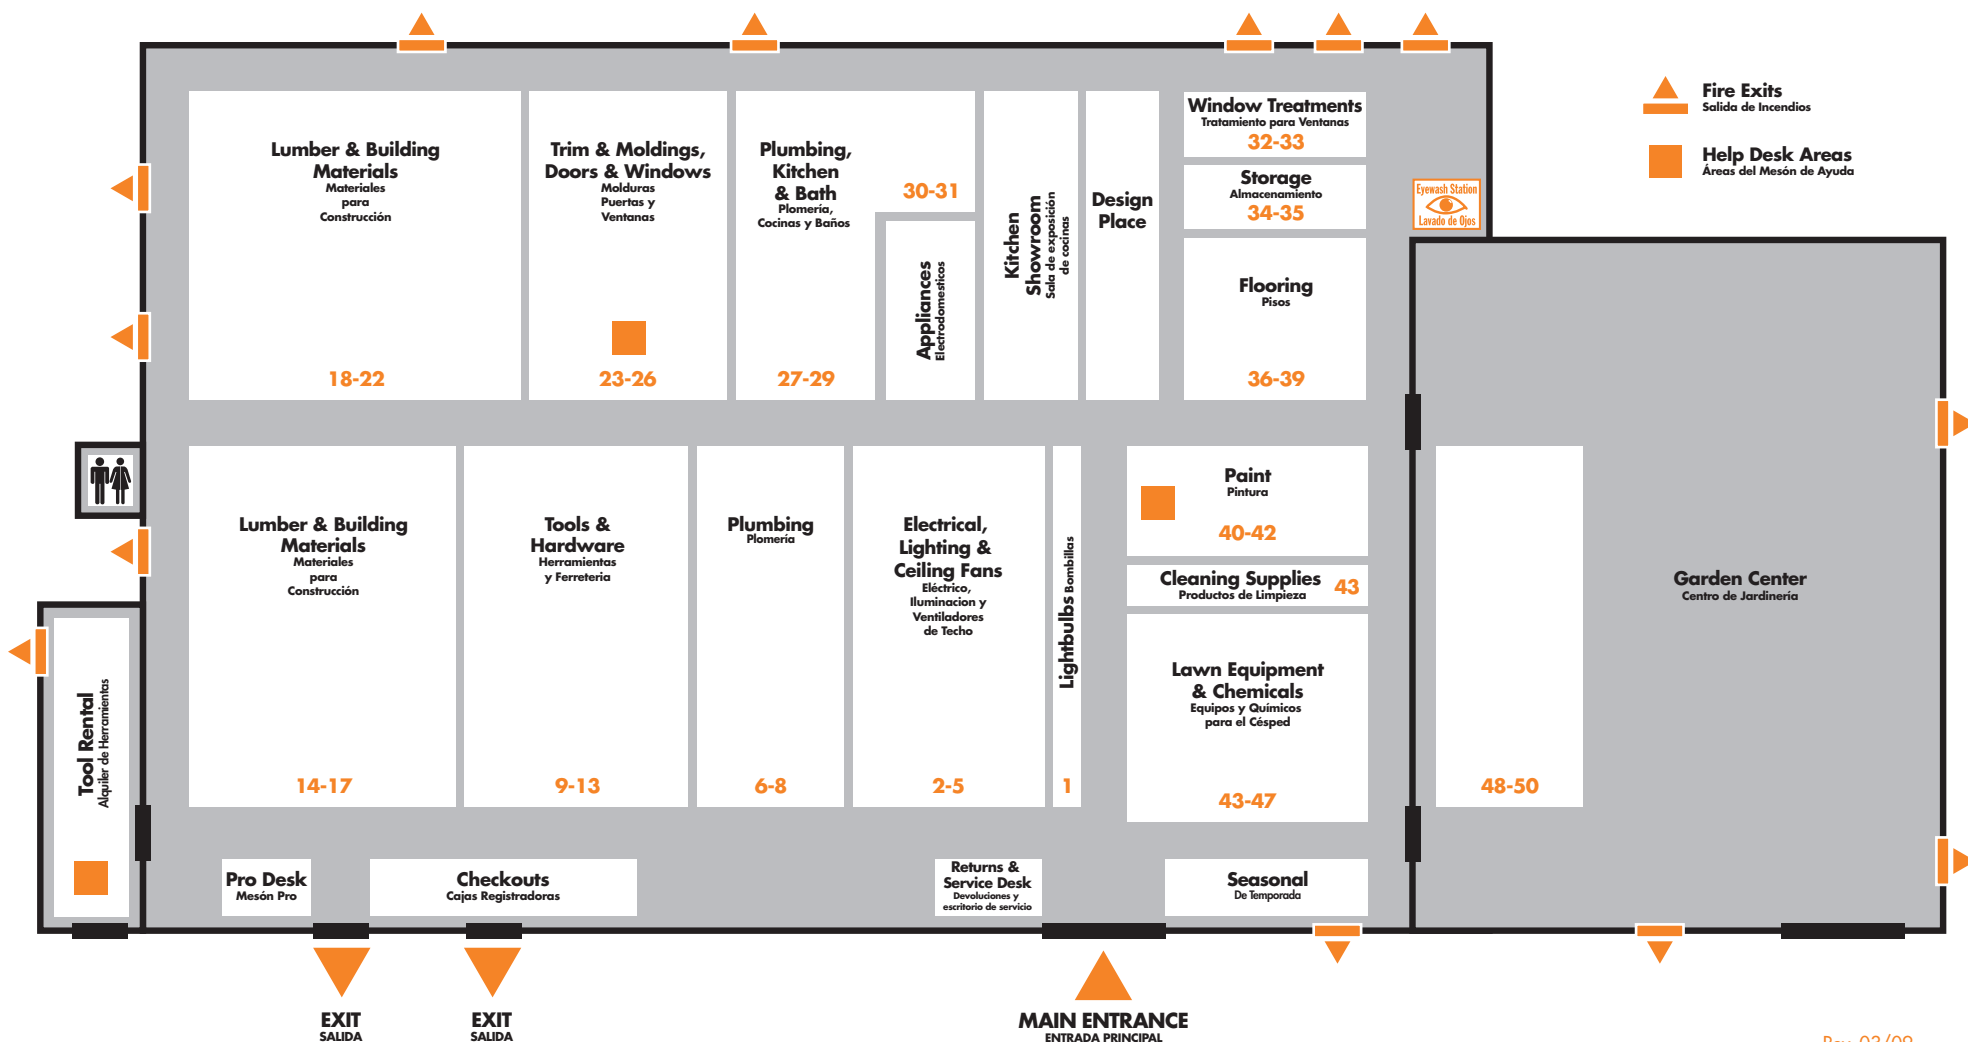 Fire Exits
Salida de Incendios
Help Desk Areas
Áreas del Mesón de Ayuda
Lumber & Building
Materials
Materiales
para
Construcción
18-22
Trim & Moldings,
Doors & Windows
Molduras
Puertas y
Ventanas
23-26
Plumbing,
Kitchen
& Bath
Plomería,
Cocinas y Baños
27-29
30-31
Appliances
Electrodomesticos
Kitchen
Showroom
Sala de exposición
de cocinas
Design
Place
Window Treatments
Tratamiento para Ventanas
32-33
Storage
Almacenamiento
34-35
Flooring
Pisos
36-39
Eyewash Station
Lavado de Ojos
Lumber & Building
Materials
Materiales
para
Construcción
14-17
Tools &
Hardware
Herramientas
y Ferreteria
9-13
Plumbing
Plomería
6-8
Electrical,
Lighting &
Ceiling Fans
Eléctrico,
Iluminacion y
Ventiladores
de Techo
2-5
Lightbulbs Bombillas
1
Paint
Pintura
40-42
Cleaning Supplies 43
Productos de Limpieza
Lawn Equipment
& Chemicals
Equipos y Químicos
para el Césped
43-47
48-50
Garden Center
Centro de Jardinería
Tool Rental
Alquiler de Herramientas
Pro Desk
Mesón Pro
Checkouts
Cajas Registradoras
Returns &
Service Desk
Devoluciones y
escritorio de servicio
Seasonal
De Temporada
EXIT
SALIDA
EXIT
SALIDA
MAIN ENTRANCE
ENTRADA PRINCIPAL
Rev. 03/09